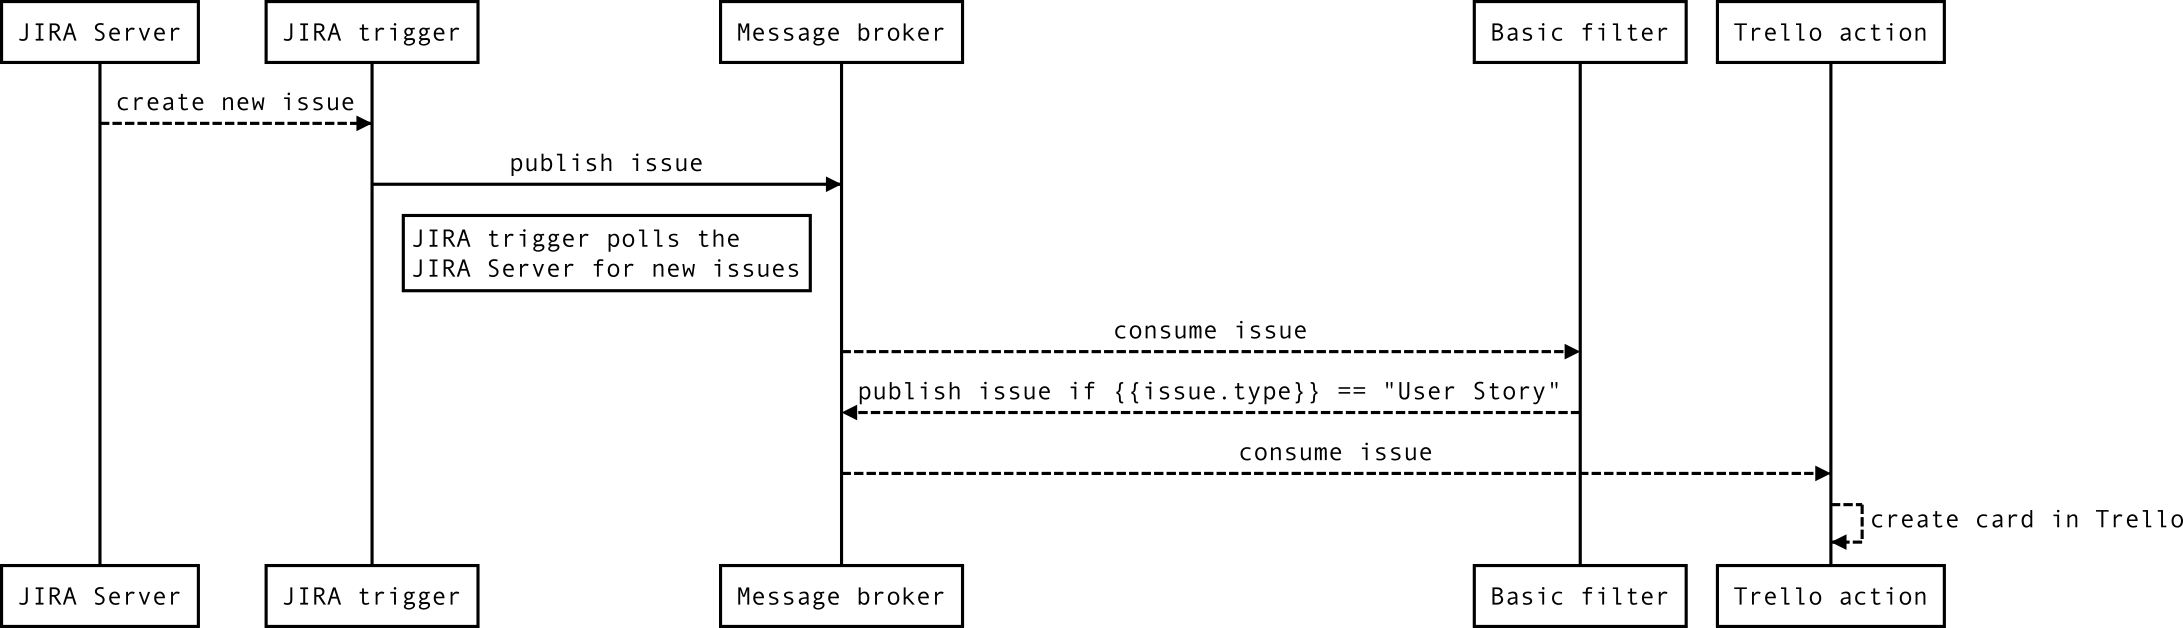 JIRA Server
JIRA trigger
Message broker
Basic filter
Trello action
create new issue
publish issue
JIRA trigger polls the
JIRA Server for new issues
consume issue
publish issue if {{issue.type}} == "User Story"
consume issue
create card in Trello
JIRA Server
JIRA trigger
Message broker
Basic filter
Trello action